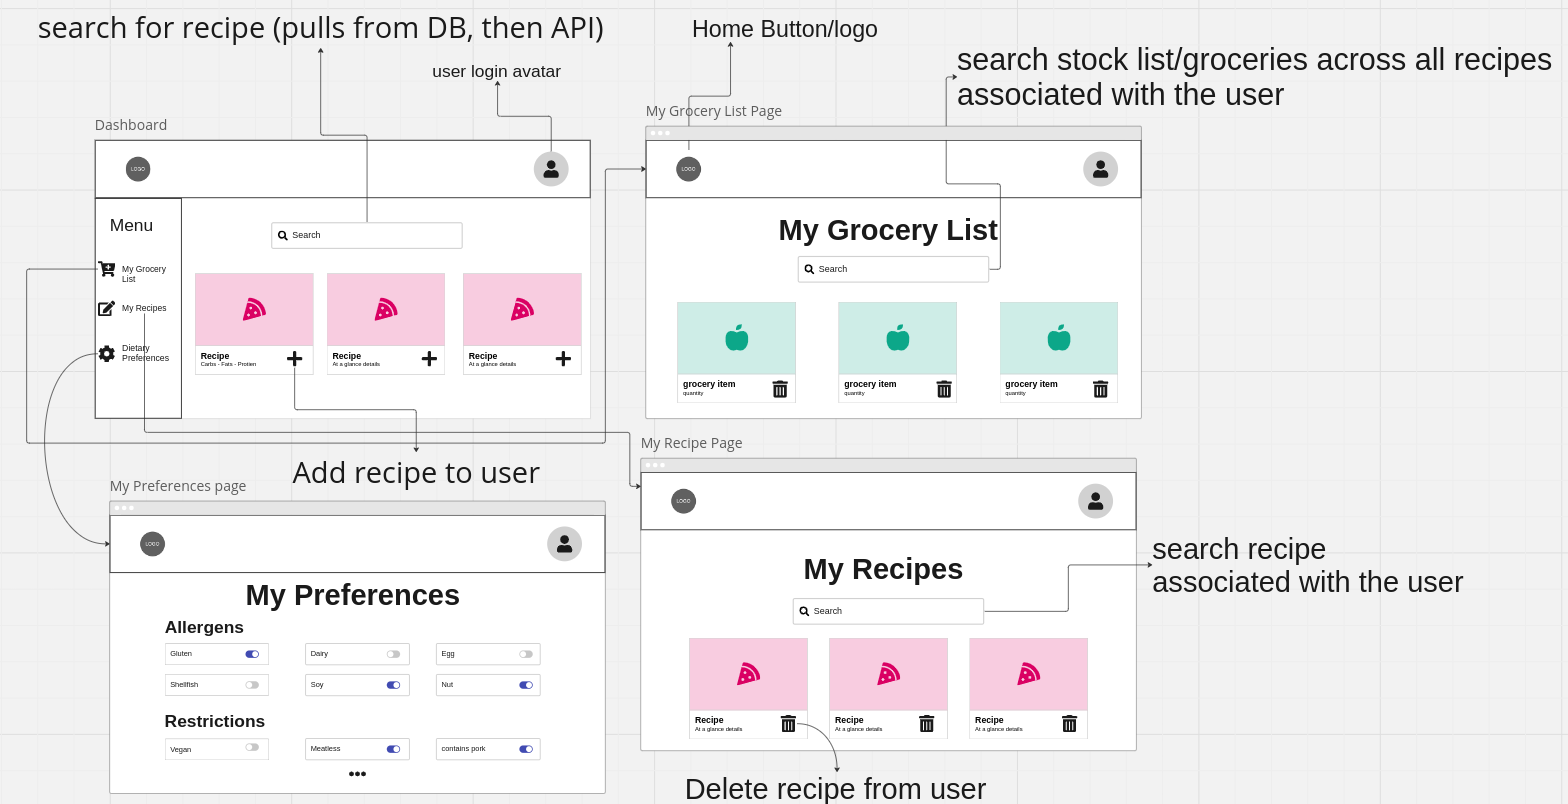 search for recipe (pulls from DB, then API)
user login avatar
Home Button/logo
search stock list/groceries across all recipes
associated with the user
Dashboard
LOGO
Menu
My Grocery
List
My Recipes
Dietary
Preferences
Search
Recipe
Carbs - Fats - Protien
Recipe
At a glance details
Recipe
At a glance details
Add recipe to user
My Grocery List Page
LOGO
My Grocery List
Search
grocery item
quantity
grocery item
quantity
grocery item
quantity
My Preferences page
LOGO
My Preferences
Allergens
Gluten
Dairy
Egg
Shellfish
Soy
Nut
Restrictions
Vegan
Meatless
contains pork
My Recipe Page
LOGO
My Recipes
Search
Recipe
At a glance details
Recipe
At a glance details
Recipe
At a glance details
search recipe
associated with the user
Delete recipe from user